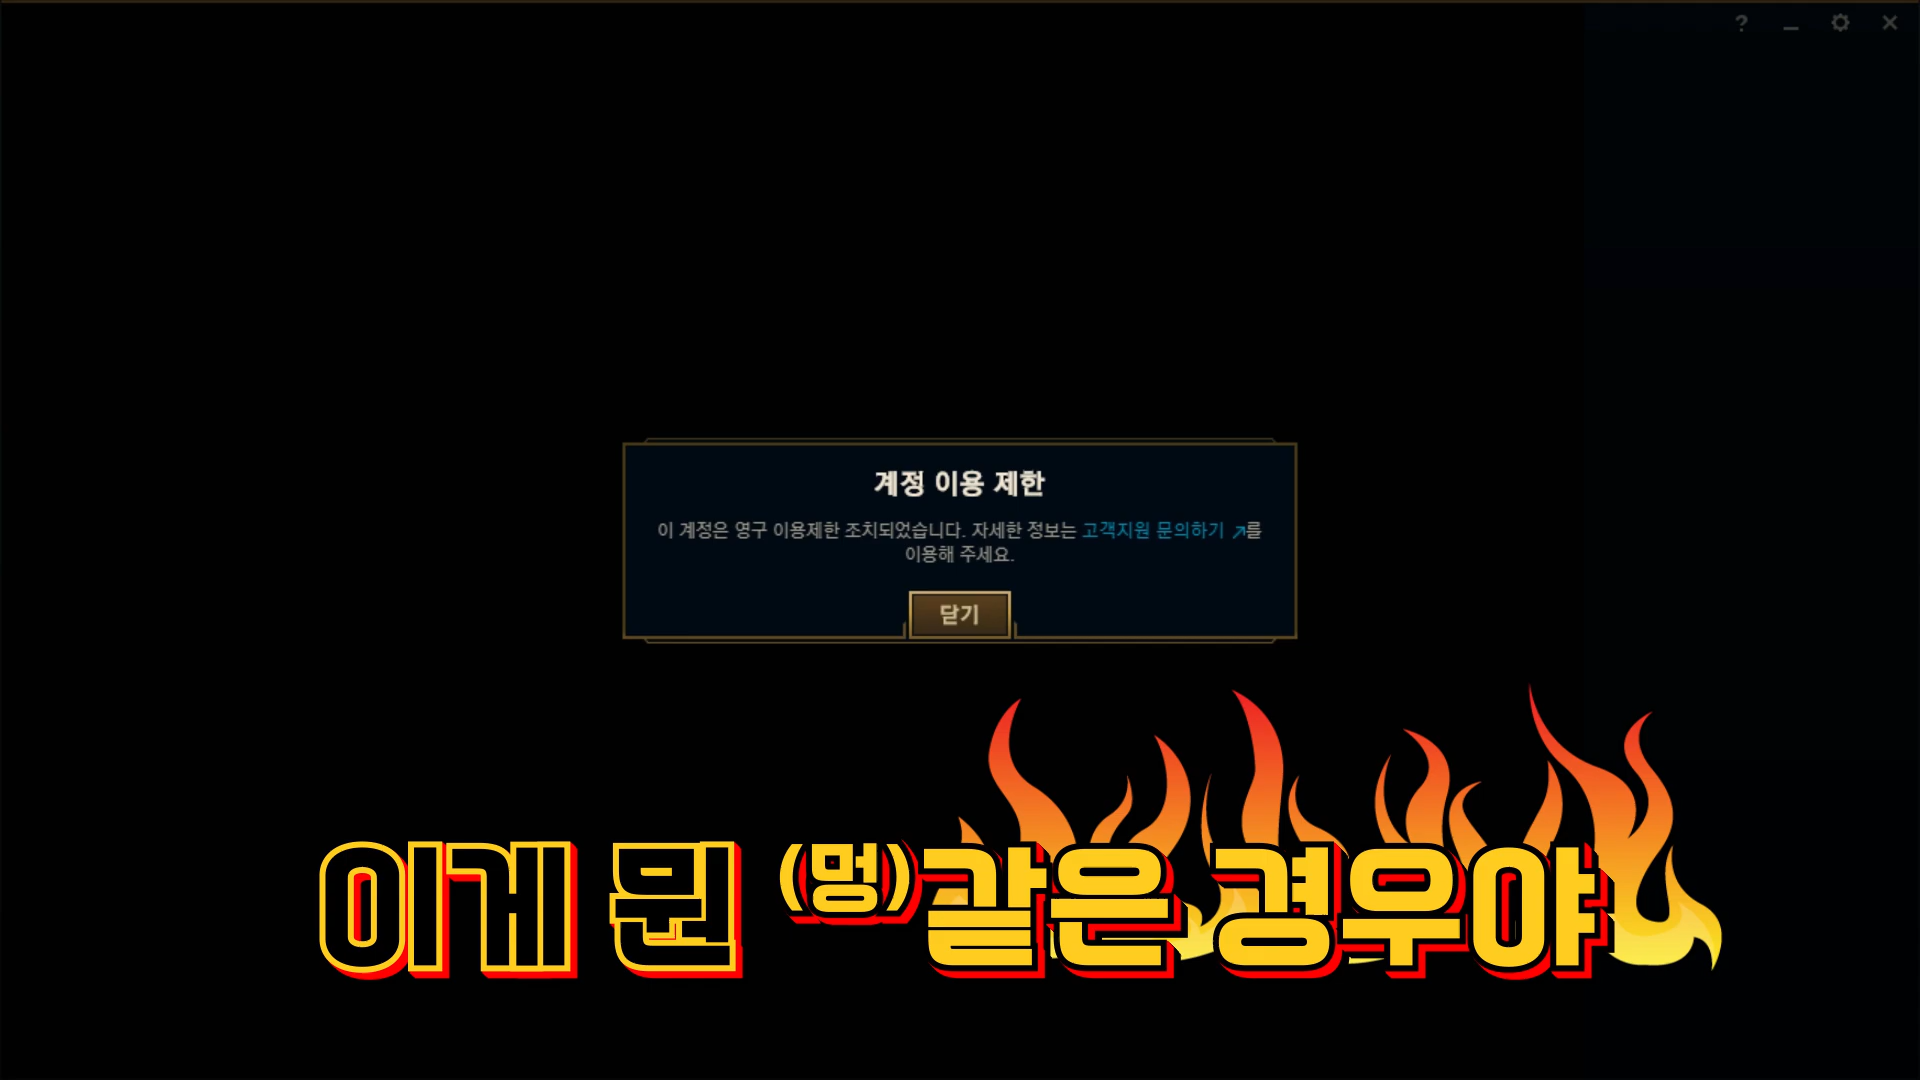 계정 이용 제한
이 계정은 영구 이용제한 조치되었습니다. 자세한 정보는 고객지원 문의하기 ↗를
이용해 주세요.
닫기
이게 뭔 (멍)같은 경우야